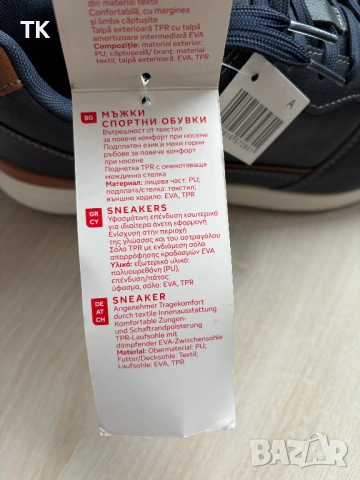 TK
din material textil
Confortabilă, cu marginea
și limba căptușite
Talpă exterioară TPR cu talpă
amortizoare intermediară EVA
Compoziție: material exterior:
PU; căptușeală/ branț: material
textil; talpă exterioară: EVA, TPR
BG
МЪЖКИ
СПОРТНИ ОБУВКИ
Вътрешност от текстил
за повече комфорт при носене
Подплатен език и меки горни
ръбове за повече комфорт
при носене
Подметка TPR с омекотяваща
междинна стелка
Материал: лицева част: PU;
подплата/стелка: текстил;
външно ходило: EVA, TPR
GR
CY
SNEAKERS
Υφασμάτινη επένδυση εσωτερικά
για ιδιαίτερα άνετη εφαρμογή
Ενίσχυση στην περιοχή
της γλώσσας και του αστραγάλου
Σόλα TPR με ενδιάμεση σόλα
απορρόφησης κραδασμών EVA
Υλικό: εξωτερικά υλικό:
πολυουρεθάνη (PU),
επένδυση/πάτος:
ύφασμα, σόλα: EVA, TPR
DE
AT
CH
SNEAKER
Angenehmer Tragekomfort
durch textile Innenausstattung
Komfortable Zungen-
und Schaftrandpolsterung
TPR-Laufsohle mit
dämpfender EVA-Zwischensohle
Material: Obermaterial: PU;
Futter/Decksohle: Textil;
Laufsohle: EVA, TPR
A
BAZAR.bg